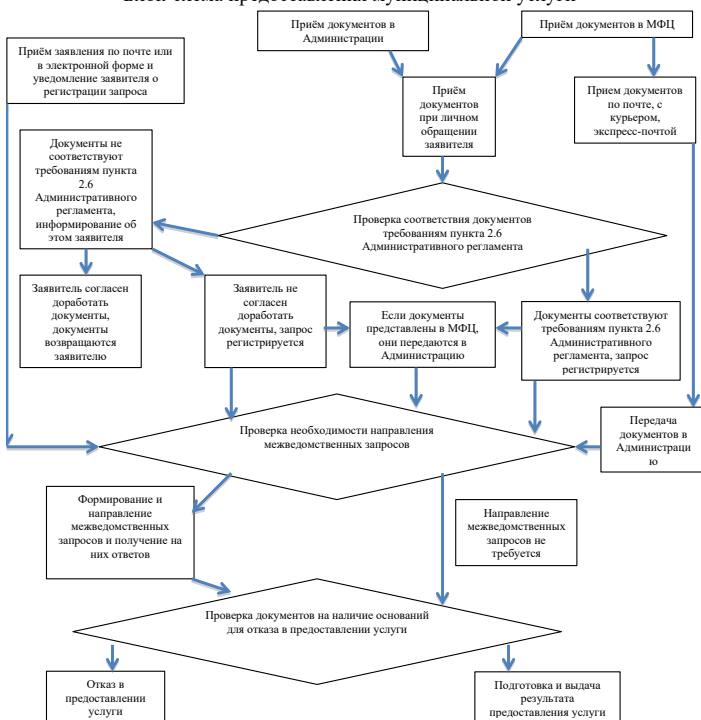 Блок-схема предоставления муниципальной услуги
Приём документов в
Администрации
Приём документов в МФЦ
Приём заявления по почте или
в электронной форме и
уведомление заявителя о
регистрации запроса
Приём
документов
при личном
обращении
заявителя
Прием документов
по почте, с
курьером,
экспресс-почтой
Документы не
соответствуют
требованиям пункта
2.6
Административного
регламента,
информирование об
этом заявителя
Проверка соответствия документов
требованиям пункта 2.6
Административного регламента
Заявитель согласен
доработать
документы,
документы
возвращаются
заявителю
Заявитель не
согласен
доработать
документы, запрос
регистрируется
Если документы
представлены в МФЦ,
они передаются в
Администрацию
Документы соответствуют
требованиям пункта 2.6
Административного
регламента, запрос
регистрируется
Проверка необходимости направления
межведомственных запросов
Передача
документов в
Администраци
ю
Формирование и
направление
межведомственных
запросов и получение на
них ответов
Направление
межведомственных
запросов не
требуется
Проверка документов на наличие оснований
для отказа в предоставлении услуги
Отказ в
предоставлении
услуги
Подготовка и выдача
результата
предоставления услуги